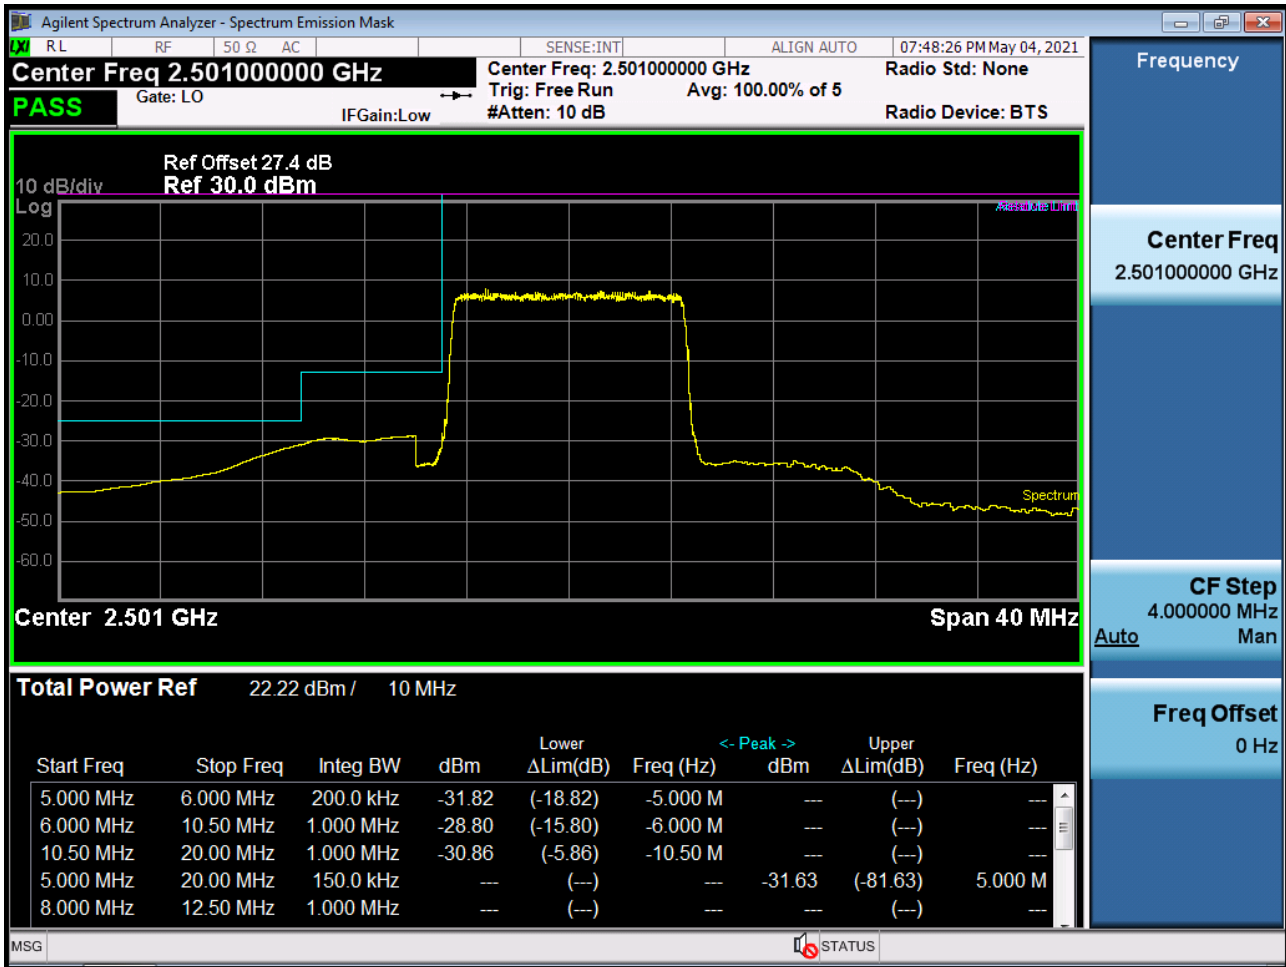 Agilent Spectrum Analyzer - Spectrum Emission Mask
LXI RL RF 50 Ω AC SENSE:INT ALIGN AUTO 07:48:26 PM May 04, 2021
Center Freq 2.501000000 GHz Center Freq: 2.501000000 GHz Radio Std: None
PASS Gate: LO Trig: Free Run Avg: 100.00% of 5
IFGain:Low #Atten: 10 dB Radio Device: BTS
Ref Offset 27.4 dB
10 dB/div Ref 30.0 dBm
Log
Absolute Limit
20.0
10.0
0.00
-10.0
-20.0
-30.0
-40.0
Spectrum
-50.0
-60.0
Center 2.501 GHz Span 40 MHz
Total Power Ref 22.22 dBm / 10 MHz
Lower <- Peak -> Upper
Start Freq Stop Freq Integ BW dBm ΔLim(dB) Freq (Hz) dBm ΔLim(dB) Freq (Hz)
5.000 MHz 6.000 MHz 200.0 kHz -31.82 (-18.82) -5.000 M --- (---) ---
6.000 MHz 10.50 MHz 1.000 MHz -28.80 (-15.80) -6.000 M --- (---) ---
10.50 MHz 20.00 MHz 1.000 MHz -30.86 (-5.86) -10.50 M --- (---) ---
5.000 MHz 20.00 MHz 150.0 kHz --- (---) --- -31.63 (-81.63) 5.000 M
8.000 MHz 12.50 MHz 1.000 MHz --- (---) --- --- (---) ---
MSG STATUS
Frequency
Center Freq
2.501000000 GHz
CF Step
4.000000 MHz
Auto Man
Freq Offset
0 Hz